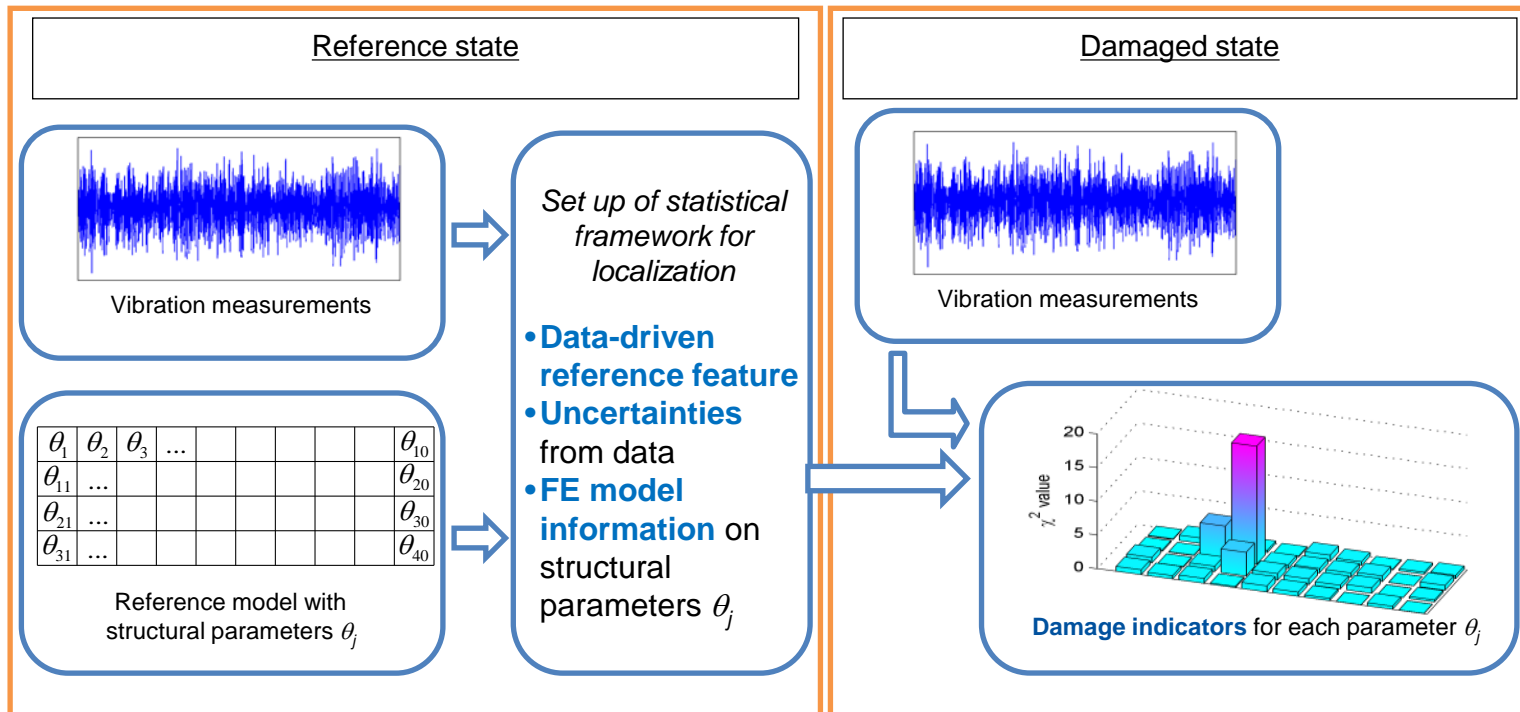 Reference state
Vibration measurements
θ1 θ2 θ3 ... θ10
θ11 ... θ20
θ21 ... θ30
θ31 ... θ40
Reference model with
structural parameters θj
Set up of statistical
framework for
localization
•Data-driven
reference feature
•Uncertainties
from data
•FE model
information on
structural
parameters θj
Damaged state
Vibration measurements
20
15
10
5
0
χ2 value
Damage indicators for each parameter θj